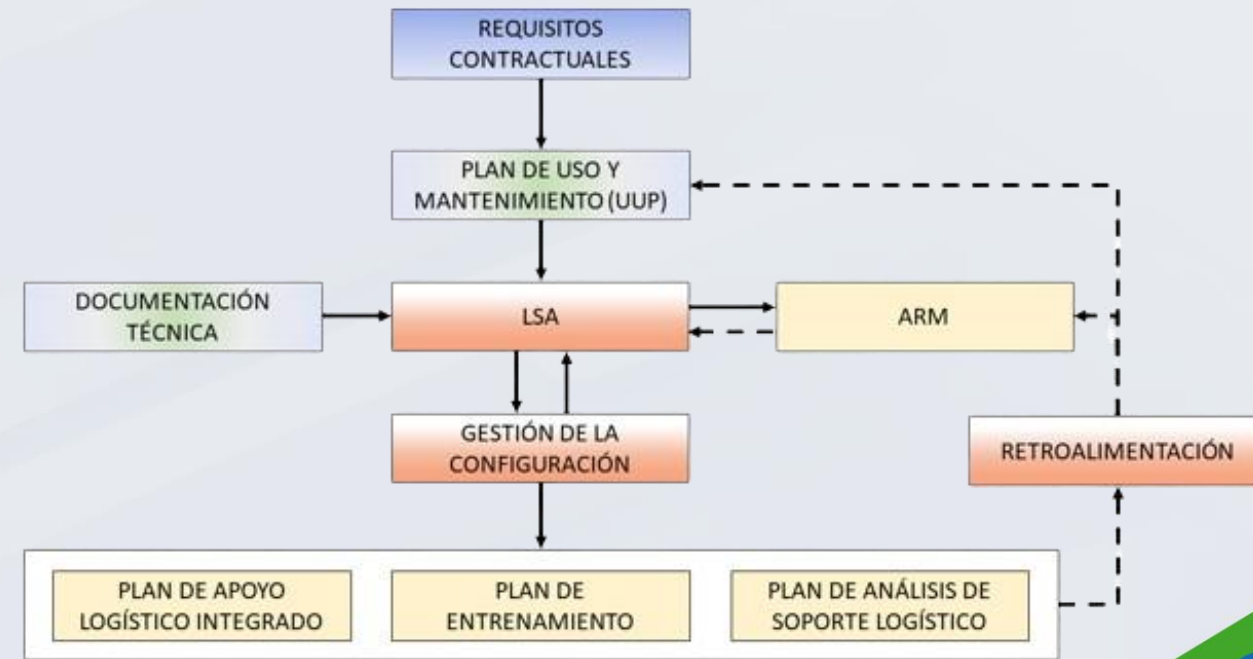 REQUISITOS
CONTRACTUALES
PLAN DE USO Y
MANTENIMIENTO (UUP)
DOCUMENTACIÓN
TÉCNICA
LSA
ARM
GESTIÓN DE LA
CONFIGURACIÓN
RETROALIMENTACIÓN
PLAN DE APOYO
LOGÍSTICO INTEGRADO
PLAN DE
ENTRENAMIENTO
PLAN DE ANÁLISIS DE
SOPORTE LOGÍSTICO